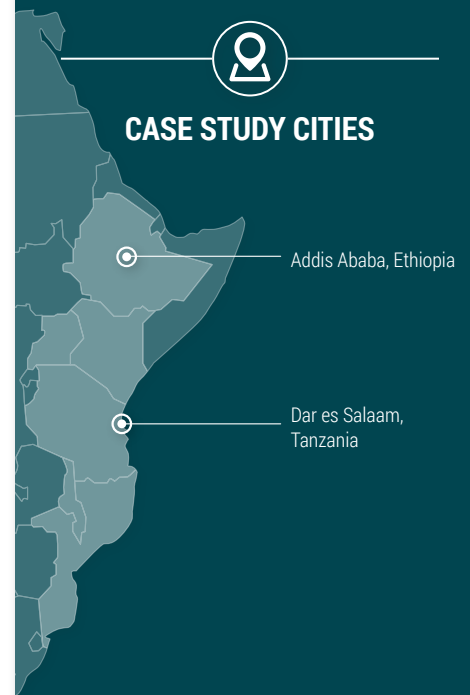 CASE STUDY CITIES
Addis Ababa, Ethiopia
Dar es Salaam,
Tanzania